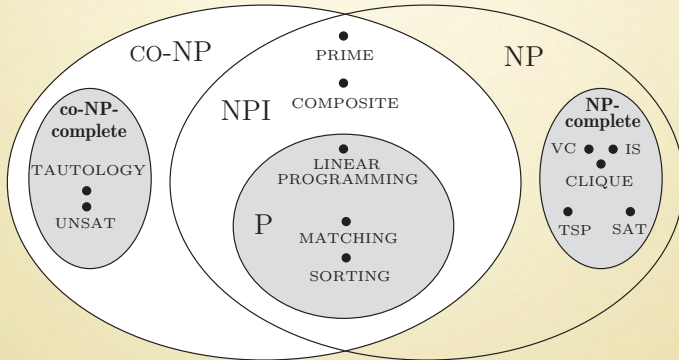 CO-NP
NP
PRIME
NPI
COMPOSITE
co-NP-
complete
TAUTOLOGY
UNSAT
LINEAR
PROGRAMMING
P
MATCHING
SORTING
NP-
complete
VC
IS
CLIQUE
TSP
SAT